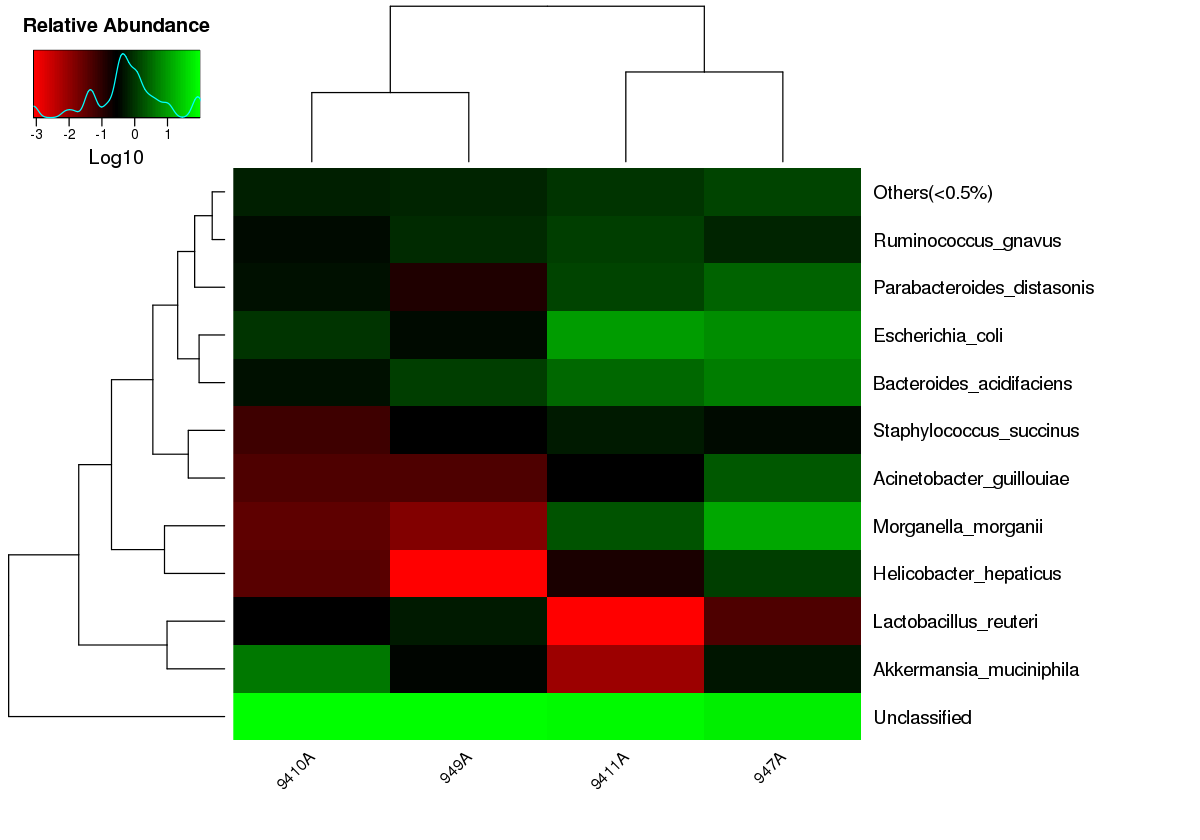 Relative Abundance
-3 -2 -1 0 1
Log10
Others(<0.5%)
Ruminococcus_gnavus
Parabacteroides_distasonis
Escherichia_coli
Bacteroides_acidifaciens
Staphylococcus_succinus
Acinetobacter_guillouiae
Morganella_morganii
Helicobacter_hepaticus
Lactobacillus_reuteri
Akkermansia_muciniphila
Unclassified
9410A 949A 9411A 947A